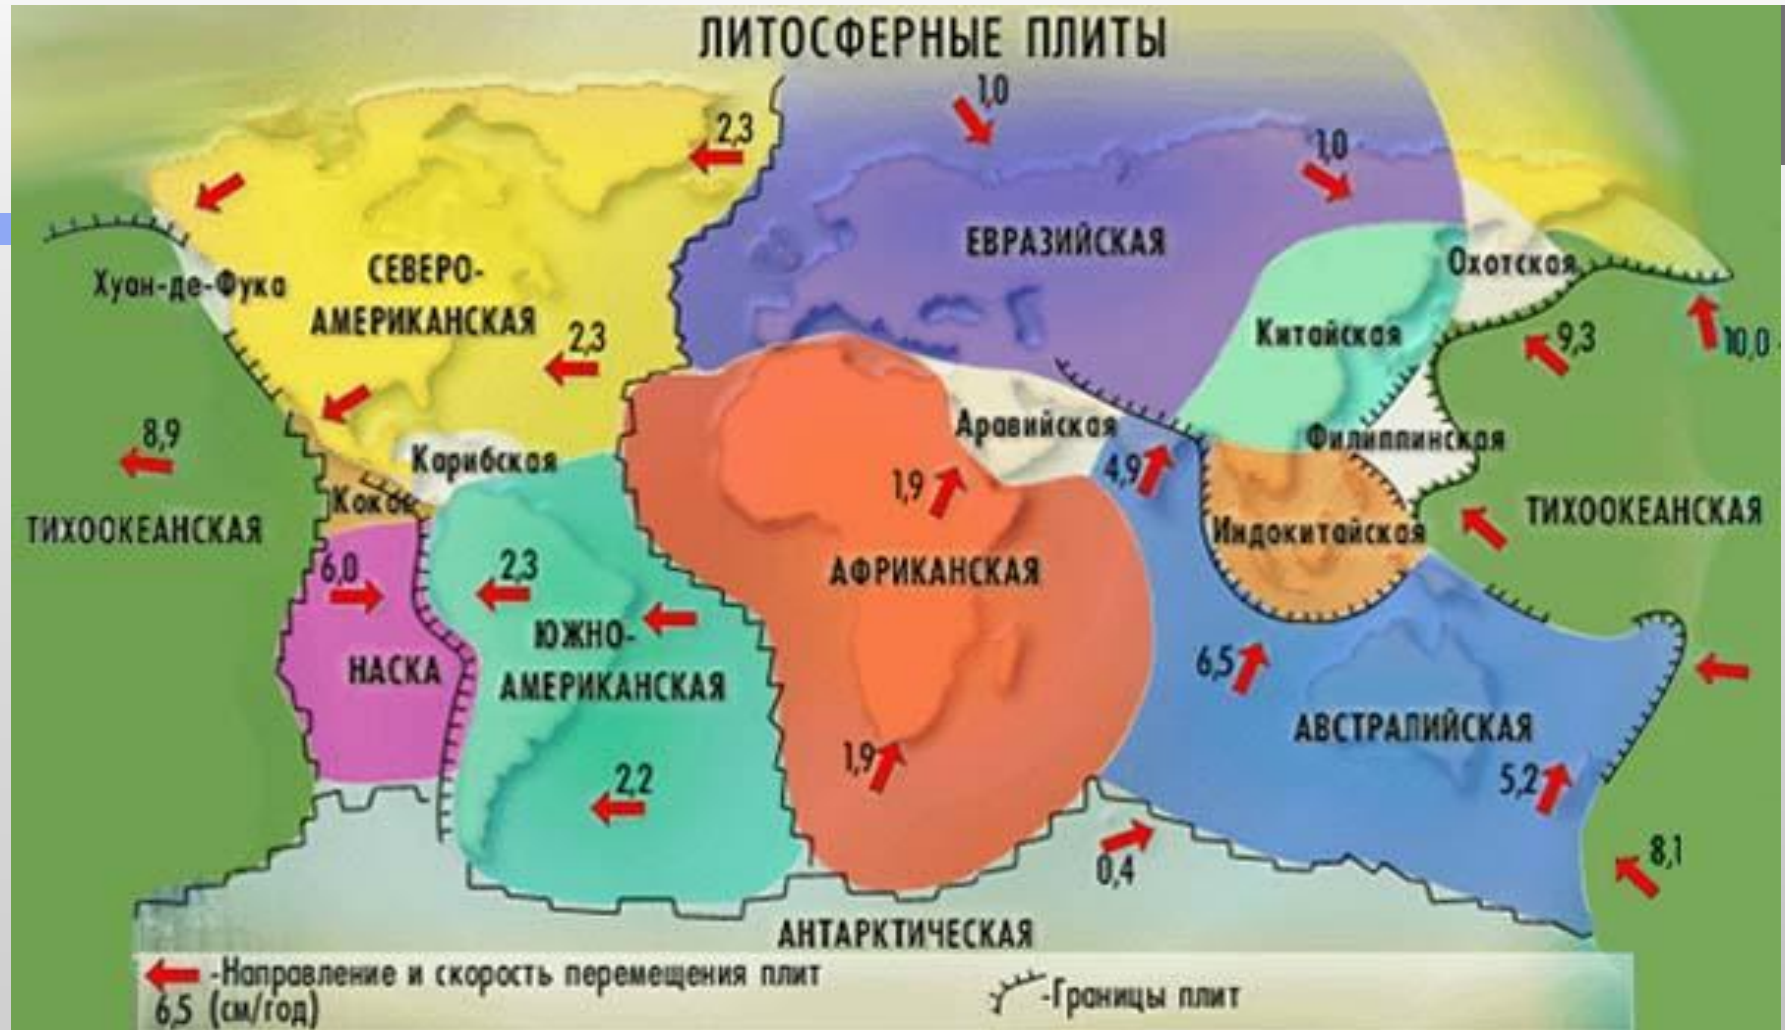 ЛИТОСФЕРНЫЕ ПЛИТЫ
1,0
2,3
1,0
ЕВРАЗИЙСКАЯ
Охотская
Хуан-де-Фука
СЕВЕРО-
АМЕРИКАНСКАЯ
2,3
Китайская
9,3
10,0
Аравийская
8,9
Карибская
4,9
Филиппинская
1,9
Кокос
ТИХООКЕАНСКАЯ
ТИХООКЕАНСКАЯ
Индокитайская
6,0
2,3
АФРИКАНСКАЯ
ЮЖНО-
АМЕРИКАНСКАЯ
НАСКА
6,5
АВСТРАЛИЙСКАЯ
1,9
2,2
5,2
0,4
8,1
АНТАРКТИЧЕСКАЯ
-Направление и скорость перемещения плит
6,5 (см/год)
-Границы плит